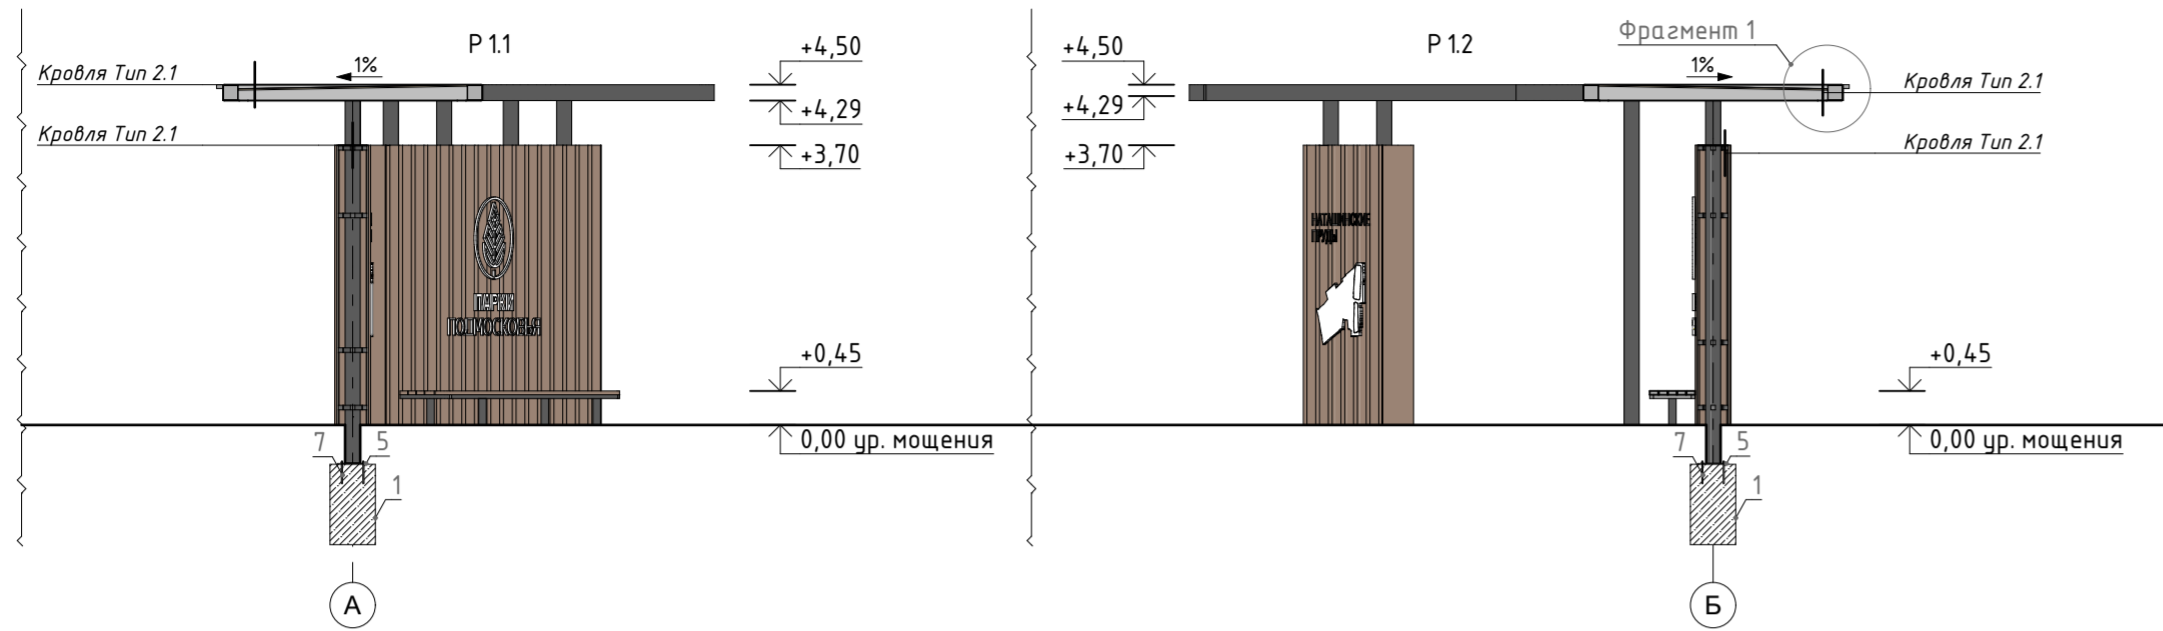 Р 1.1
Кровля Тип 2.1
1%
+4,50
+4,29
Кровля Тип 2.1
+3,70
ПАРКИ
ПОДМОСКОВЬЯ
+0,45
0,00 ур. мощения
7
5
1
А
Р 1.2
Фрагмент 1
+4,50
1%
Кровля Тип 2.1
+4,29
+3,70
Кровля Тип 2.1
НАТАШИНСКИЕ
ПРУДЫ
+0,45
0,00 ур. мощения
7
5
1
Б